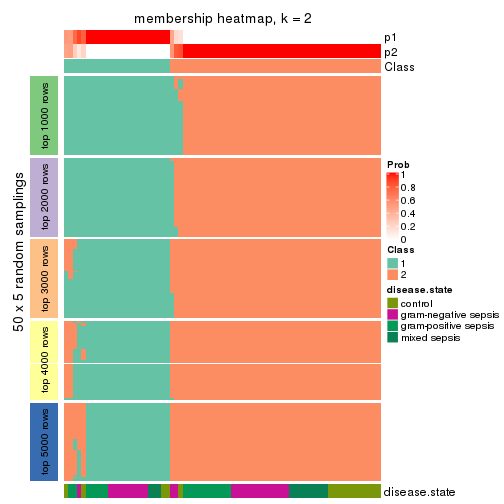 membership heatmap, k = 2
p1
p2
Class
50 x 5 random samplings
top 1000 rows
top 2000 rows
top 3000 rows
top 4000 rows
top 5000 rows
Prob
1
0.8
0.6
0.4
0.2
0
Class
1
2
disease.state
control
gram-negative sepsis
gram-positive sepsis
mixed sepsis
disease.state